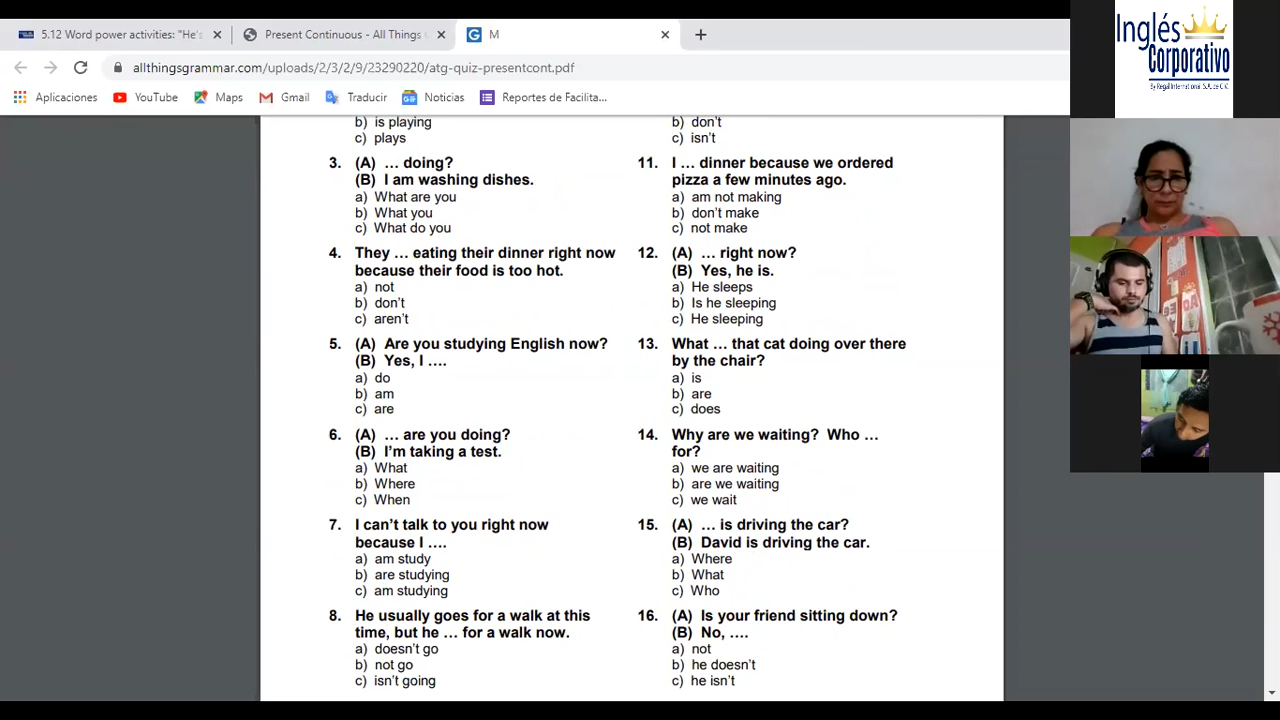 5.12 Word power activities: "He's
Present Continuous - All Things
M
allthingsgrammar.com/uploads/2/3/2/9/23290220/atg-quiz-presentcont.pdf
Aplicaciones
YouTube
Maps
Gmail
Traducir
Noticias
Reportes de Facilita...
b) is playing
c) plays
3. (A) … doing?
(B) I am washing dishes.
a) What are you
b) What you
c) What do you
4. They … eating their dinner right now
because their food is too hot.
a) not
b) don't
c) aren't
5. (A) Are you studying English now?
(B) Yes, I ….
a) do
b) am
c) are
6. (A) … are you doing?
(B) I'm taking a test.
a) What
b) Where
c) When
7. I can't talk to you right now
because I ….
a) am study
b) are studying
c) am studying
8. He usually goes for a walk at this
time, but he … for a walk now.
a) doesn't go
b) not go
c) isn't going
b) don't
c) isn't
11. I … dinner because we ordered
pizza a few minutes ago.
a) am not making
b) don't make
c) not make
12. (A) … right now?
(B) Yes, he is.
a) He sleeps
b) Is he sleeping
c) He sleeping
13. What … that cat doing over there
by the chair?
a) is
b) are
c) does
14. Why are we waiting? Who …
for?
a) we are waiting
b) are we waiting
c) we wait
15. (A) … is driving the car?
(B) David is driving the car.
a) Where
b) What
c) Who
16. (A) Is your friend sitting down?
(B) No, ….
a) not
b) he doesn't
c) he isn't
Inglés
Corporativo
By Regal International S.A. de C.V.